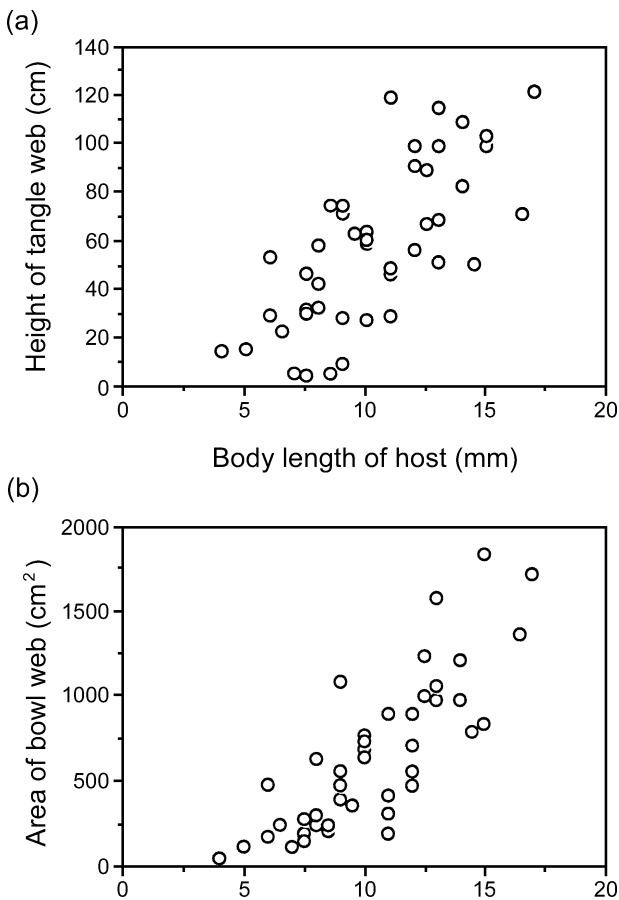 (a)
140
120
100
80
60
40
20
0
Height of tangle web (cm)
0 5 10 15 20
Body length of host (mm)
(b)
2000
1500
1000
500
0
Area of bowl web (cm²)
0 5 10 15 20